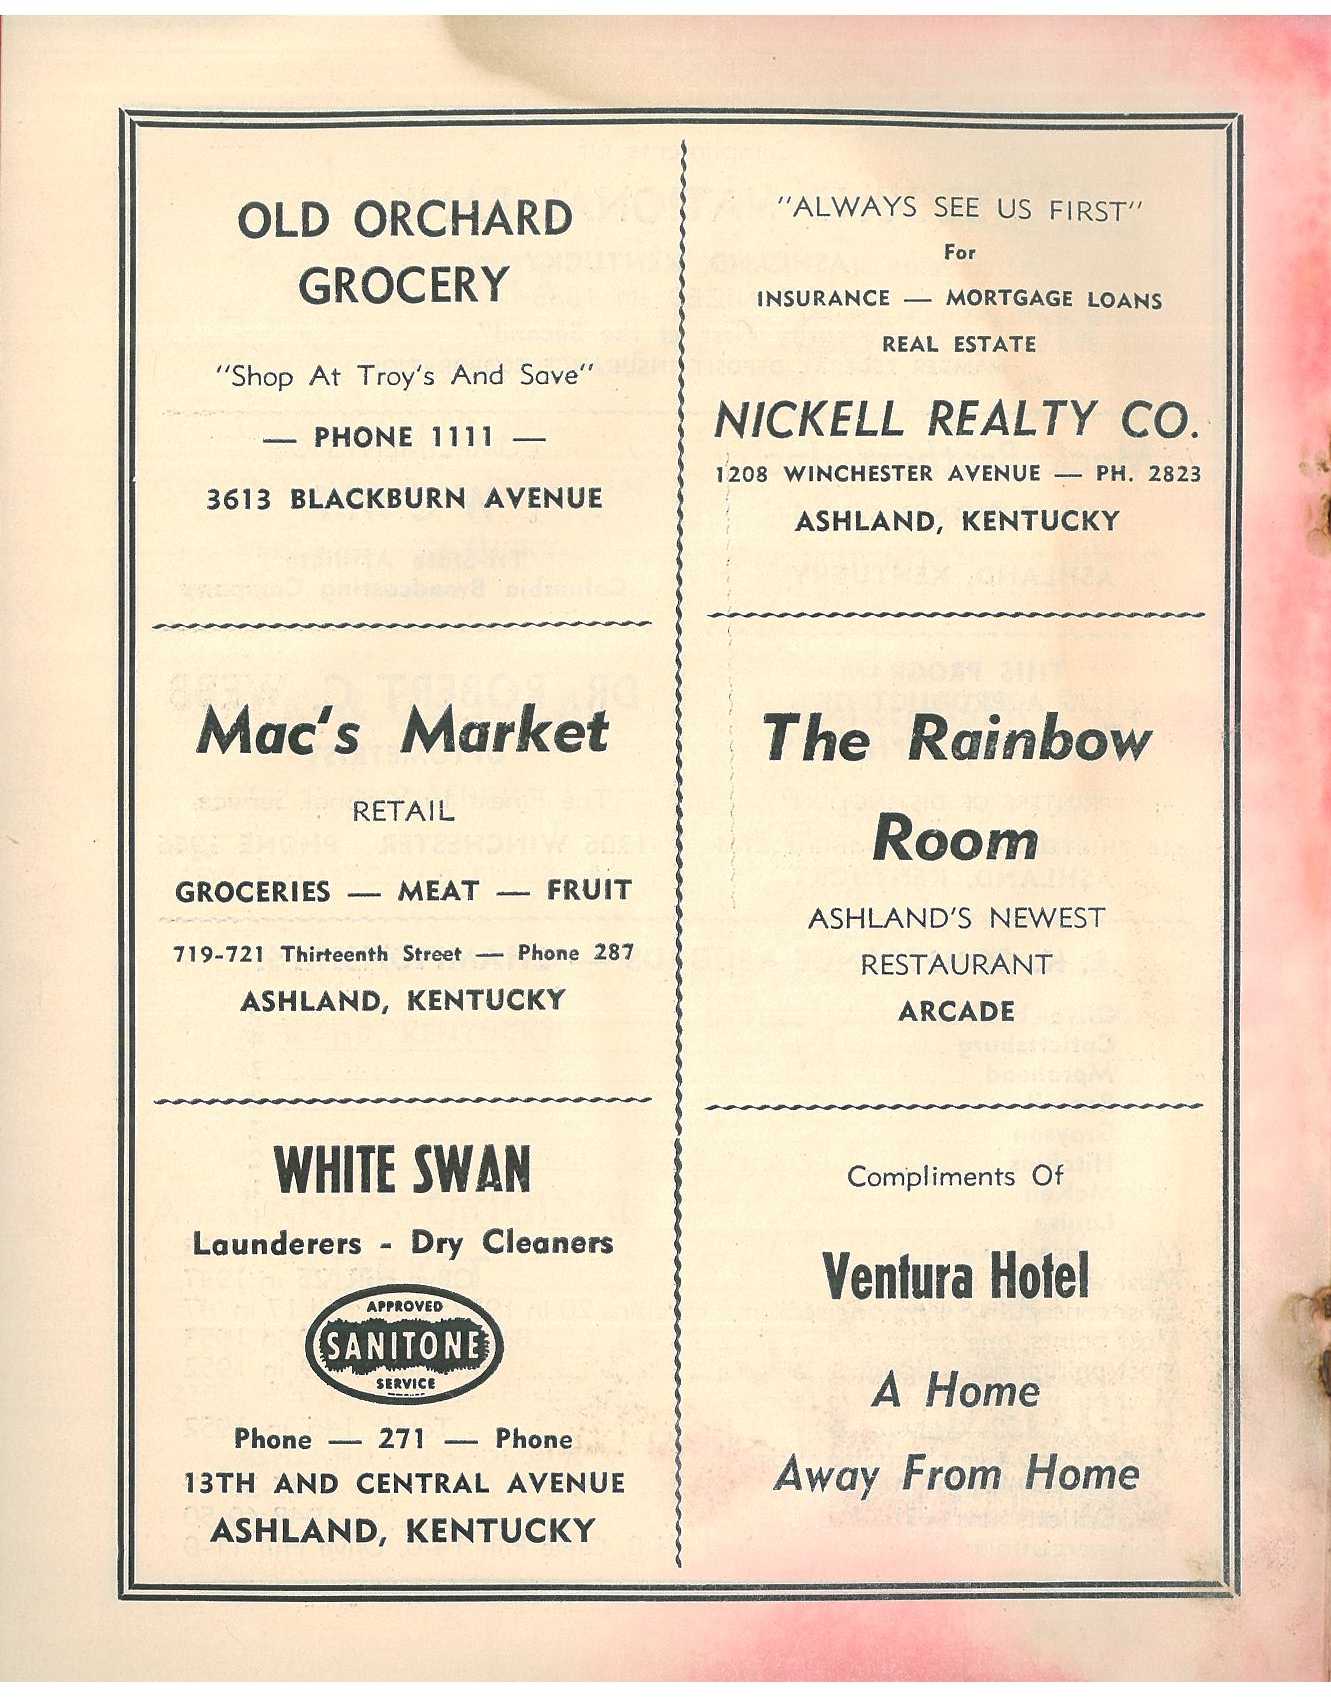 OLD ORCHARD
GROCERY
"Shop At Troy's And Save"
— PHONE 1111 —
3613 BLACKBURN AVENUE
"ALWAYS SEE US FIRST"
For
INSURANCE — MORTGAGE LOANS
REAL ESTATE
NICKELL REALTY CO.
1208 WINCHESTER AVENUE — PH. 2823
ASHLAND, KENTUCKY
Mac's Market
RETAIL
GROCERIES — MEAT — FRUIT
719-721 Thirteenth Street — Phone 287
ASHLAND, KENTUCKY
The Rainbow
Room
ASHLAND'S NEWEST
RESTAURANT
ARCADE
WHITE SWAN
Launderers - Dry Cleaners
APPROVED
SANITONE
SERVICE
Phone — 271 — Phone
13TH AND CENTRAL AVENUE
ASHLAND, KENTUCKY
Compliments Of
Ventura Hotel
A Home
Away From Home